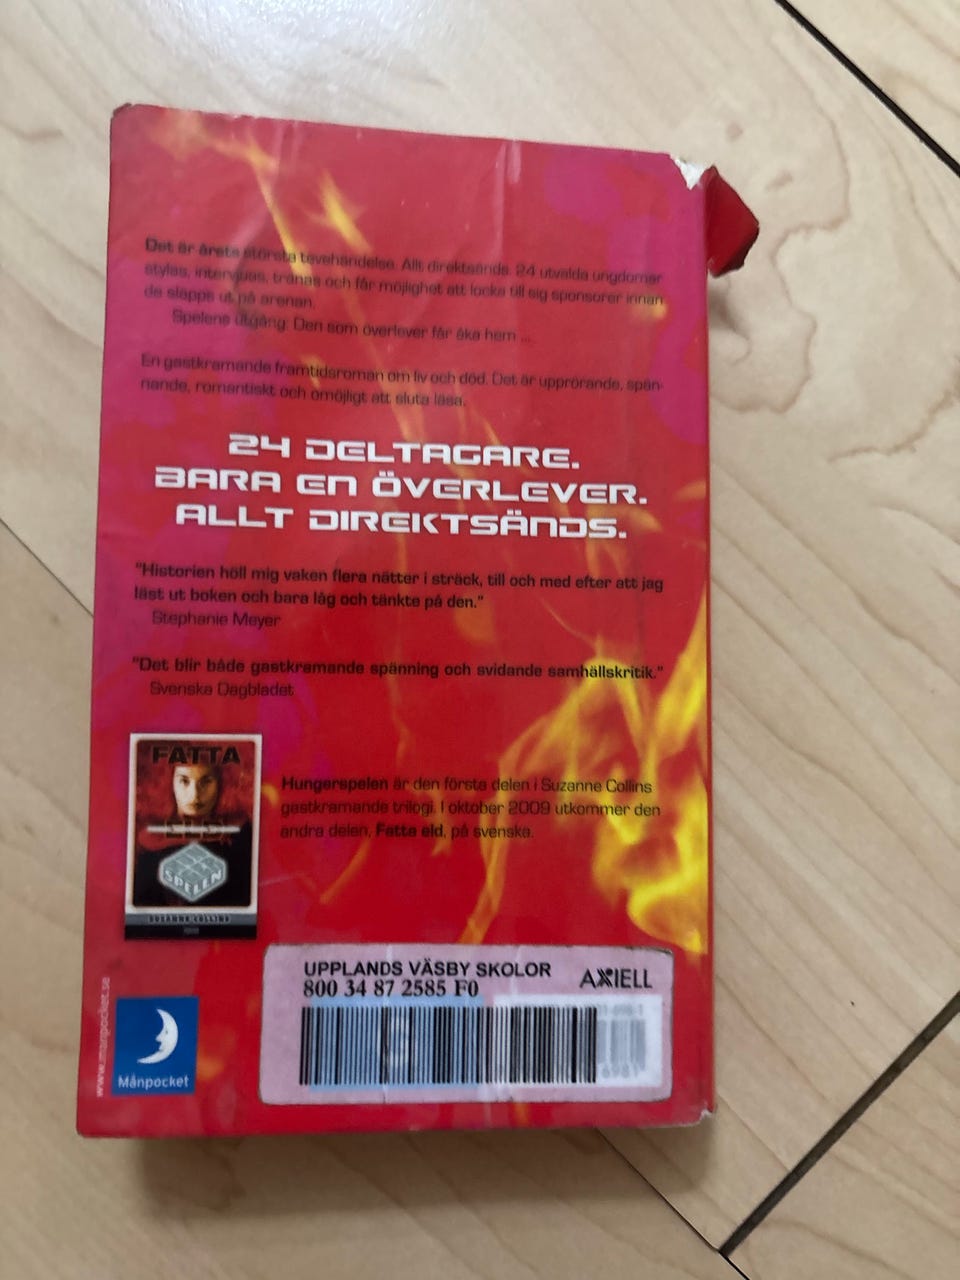 Det är årets största tevehändelse. Allt direktsänds. 24 utvalda ungdomar
stylas, intervjuas, tränas och får möjlighet att locka till sig sponsorer innan
de släpps ut på arenan.
Spelens utgång: Den som överlever får åka hem ...
En gastkramande framtidsroman om liv och död. Det är upprörande, spän-
nande, romantiskt och omöjligt att sluta läsa.
24 DELTAGARE.
BARA EN ÖVERLEVER.
ALLT DIREKTSÄNDS.
"Historien höll mig vaken flera nätter i sträck, till och med efter att jag
läst ut boken och bara låg och tänkte på den."
Stephanie Meyer
"Det blir både gastkramande spänning och svidande samhällskritik."
Svenska Dagbladet
FATTA
ELD
SPELEN
SUZANNE COLLINS
Hungerspelen är den första delen i Suzanne Collins
gastkramande trilogi. I oktober 2009 utkommer den
andra delen, Fatta eld, på svenska.
UPPLANDS VÄSBY SKOLOR
800 34 87 2585 F0
AXIELL
www.manpocket.se
Månpocket